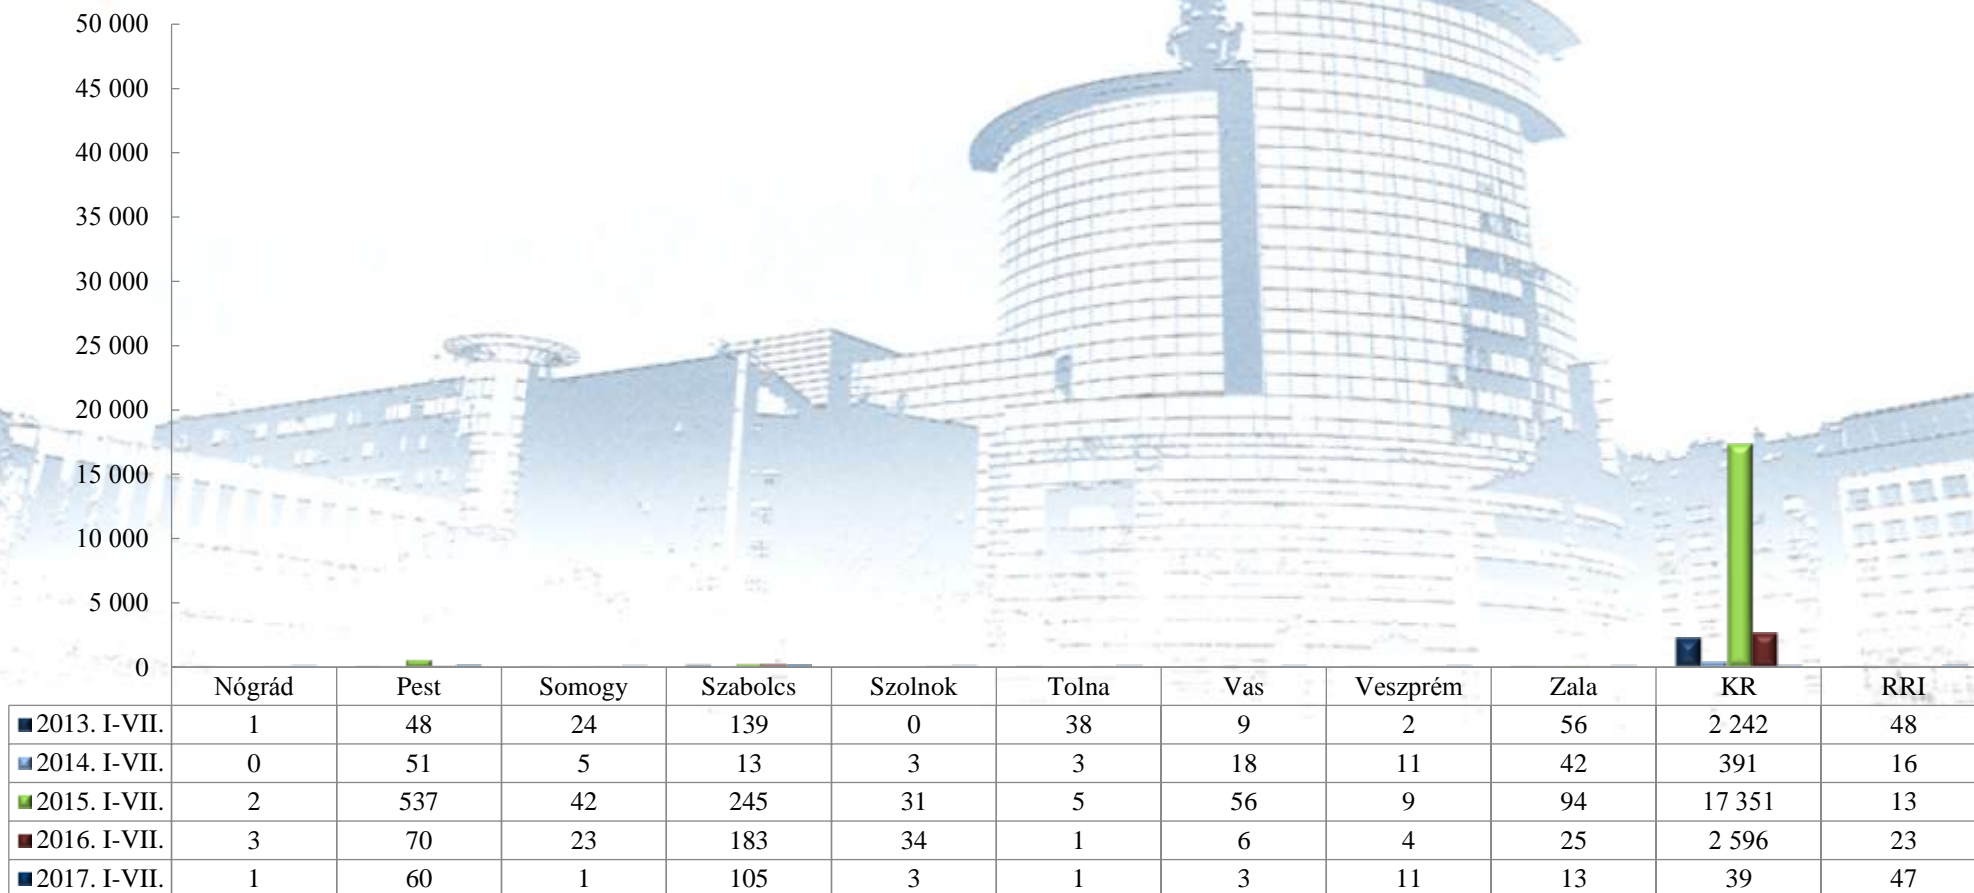 50 000
45 000
40 000
35 000
30 000
25 000
20 000
15 000
10 000
5 000
0
Nógrád Pest Somogy Szabolcs Szolnok Tolna Vas Veszprém Zala KR RRI
2013. I-VII. 1 48 24 139 0 38 9 2 56 2 242 48
2014. I-VII. 0 51 5 13 3 3 18 11 42 391 16
2015. I-VII. 2 537 42 245 31 5 56 9 94 17 351 13
2016. I-VII. 3 70 23 183 34 1 6 4 25 2 596 23
2017. I-VII. 1 60 1 105 3 1 3 11 13 39 47